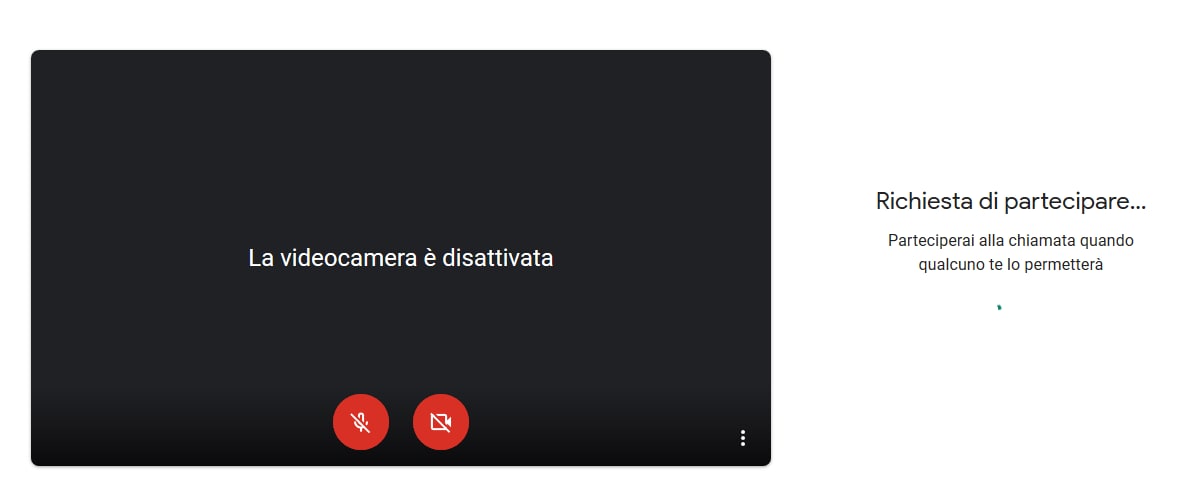 La videocamera è disattivata
Richiesta di partecipare...
Parteciperai alla chiamata quando
qualcuno te lo permetterà